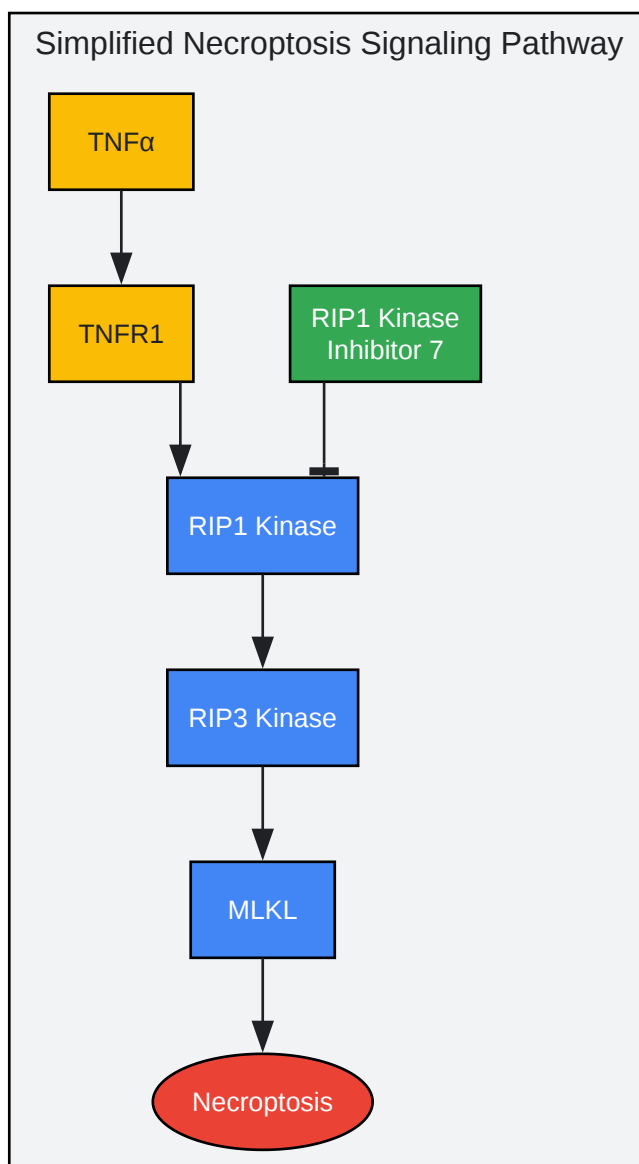 Simplified Necroptosis Signaling Pathway
TNFα
TNFR1
RIP1 Kinase
Inhibitor 7
RIP1 Kinase
RIP3 Kinase
MLKL
Necroptosis